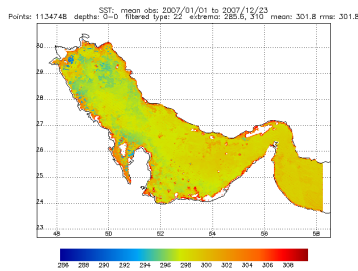 SST: mean obs: 2007/01/01 to 2007/12/23
Points: 1134748 depths: 0-0 filtered type: 22 extrema: 285.6, 310 mean: 301.8 rms: 301.8
30
29
28
27
26
25
24
23
48 50 52 54 56 58
286 288 290 292 294 296 298 300 302 304 306 308